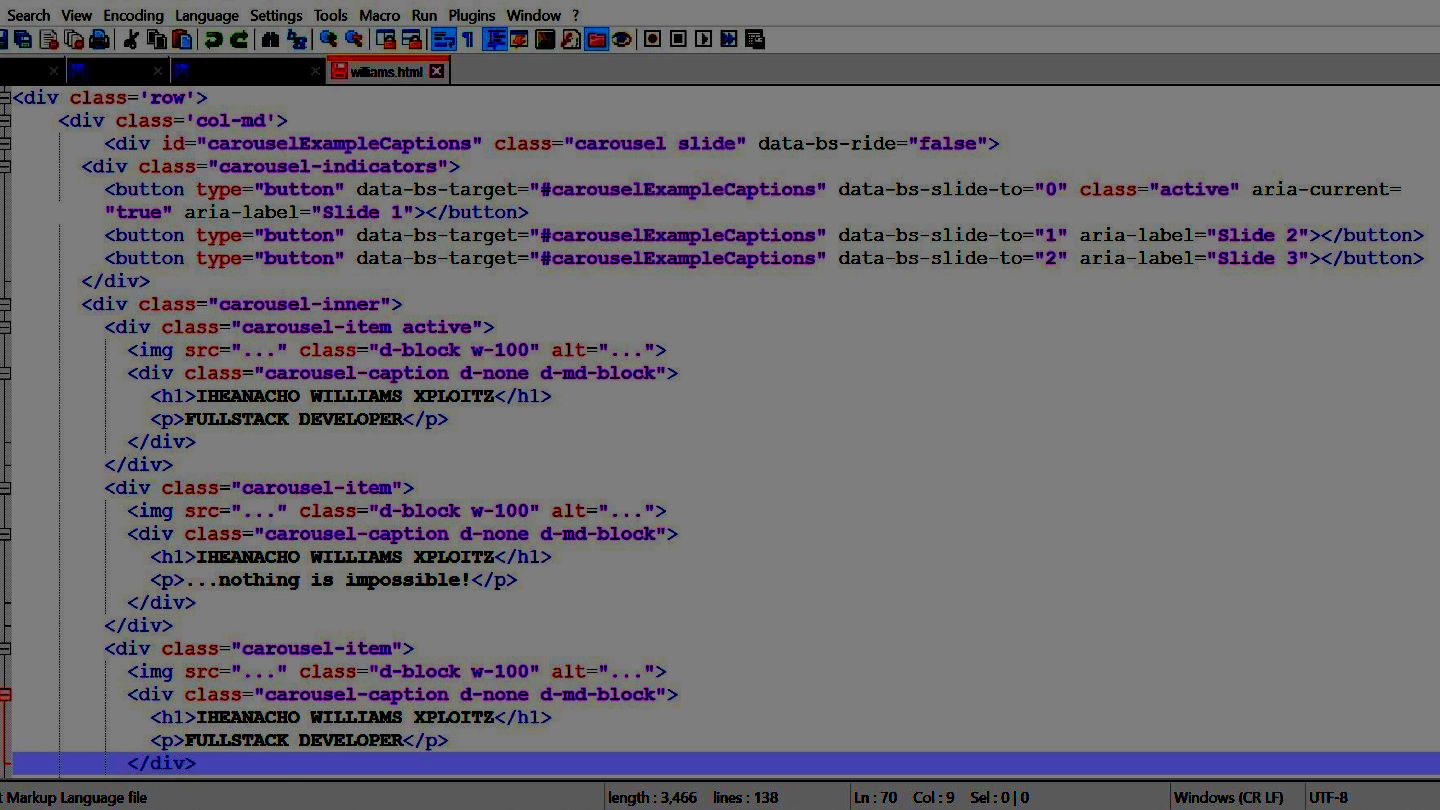 Search View Encoding Language Settings Tools Macro Run Plugins Window ?
williams.html
<div class='row'>
<div class='col-md'>
<div id="carouselExampleCaptions" class="carousel slide" data-bs-ride="false">
<div class="carousel-indicators">
<button type="button" data-bs-target="#carouselExampleCaptions" data-bs-slide-to="0" class="active" aria-current=
"true" aria-label="Slide 1"></button>
<button type="button" data-bs-target="#carouselExampleCaptions" data-bs-slide-to="1" aria-label="Slide 2"></button>
<button type="button" data-bs-target="#carouselExampleCaptions" data-bs-slide-to="2" aria-label="Slide 3"></button>
</div>
<div class="carousel-inner">
<div class="carousel-item active">
<img src="..." class="d-block w-100" alt="...">
<div class="carousel-caption d-none d-md-block">
<h1>IHEANACHO WILLIAMS XPLOITZ</h1>
<p>FULLSTACK DEVELOPER</p>
</div>
</div>
<div class="carousel-item">
<img src="..." class="d-block w-100" alt="...">
<div class="carousel-caption d-none d-md-block">
<h1>IHEANACHO WILLIAMS XPLOITZ</h1>
<p>...nothing is impossible!</p>
</div>
</div>
<div class="carousel-item">
<img src="..." class="d-block w-100" alt="...">
<div class="carousel-caption d-none d-md-block">
<h1>IHEANACHO WILLIAMS XPLOITZ</h1>
<p>FULLSTACK DEVELOPER</p>
</div>
t Markup Language file length : 3,466 lines : 138 Ln : 70 Col : 9 Sel : 0 | 0 Windows (CR LF) UTF-8